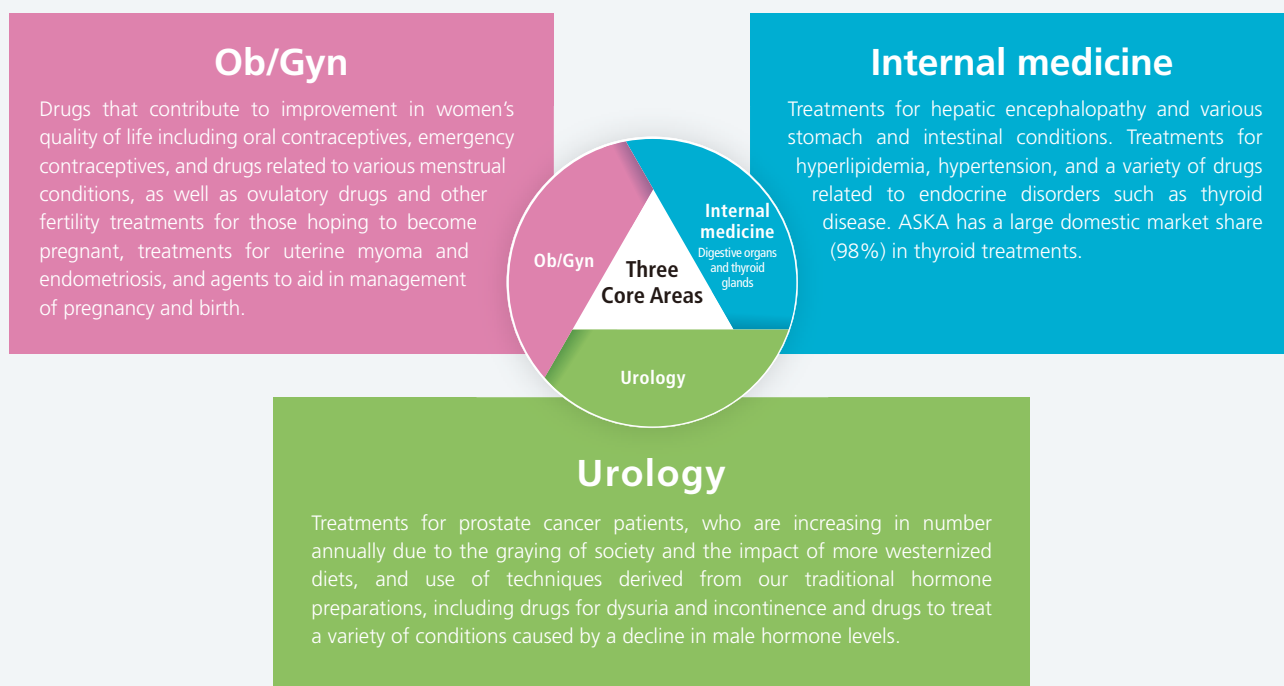 Ob/Gyn
Drugs that contribute to improvement in women's
quality of life including oral contraceptives, emergency
contraceptives, and drugs related to various menstrual
conditions, as well as ovulatory drugs and other
fertility treatments for those hoping to become
pregnant, treatments for uterine myoma and
endometriosis, and agents to aid in management
of pregnancy and birth.
Internal medicine
Treatments for hepatic encephalopathy and various
stomach and intestinal conditions. Treatments for
hyperlipidemia, hypertension, and a variety of drugs
related to endocrine disorders such as thyroid
disease. ASKA has a large domestic market share
(98%) in thyroid treatments.
Ob/Gyn
Three
Core Areas
Internal
medicine
Digestive organs
and thyroid
glands
Urology
Urology
Treatments for prostate cancer patients, who are increasing in number
annually due to the graying of society and the impact of more westernized
diets, and use of techniques derived from our traditional hormone
preparations, including drugs for dysuria and incontinence and drugs to treat
a variety of conditions caused by a decline in male hormone levels.